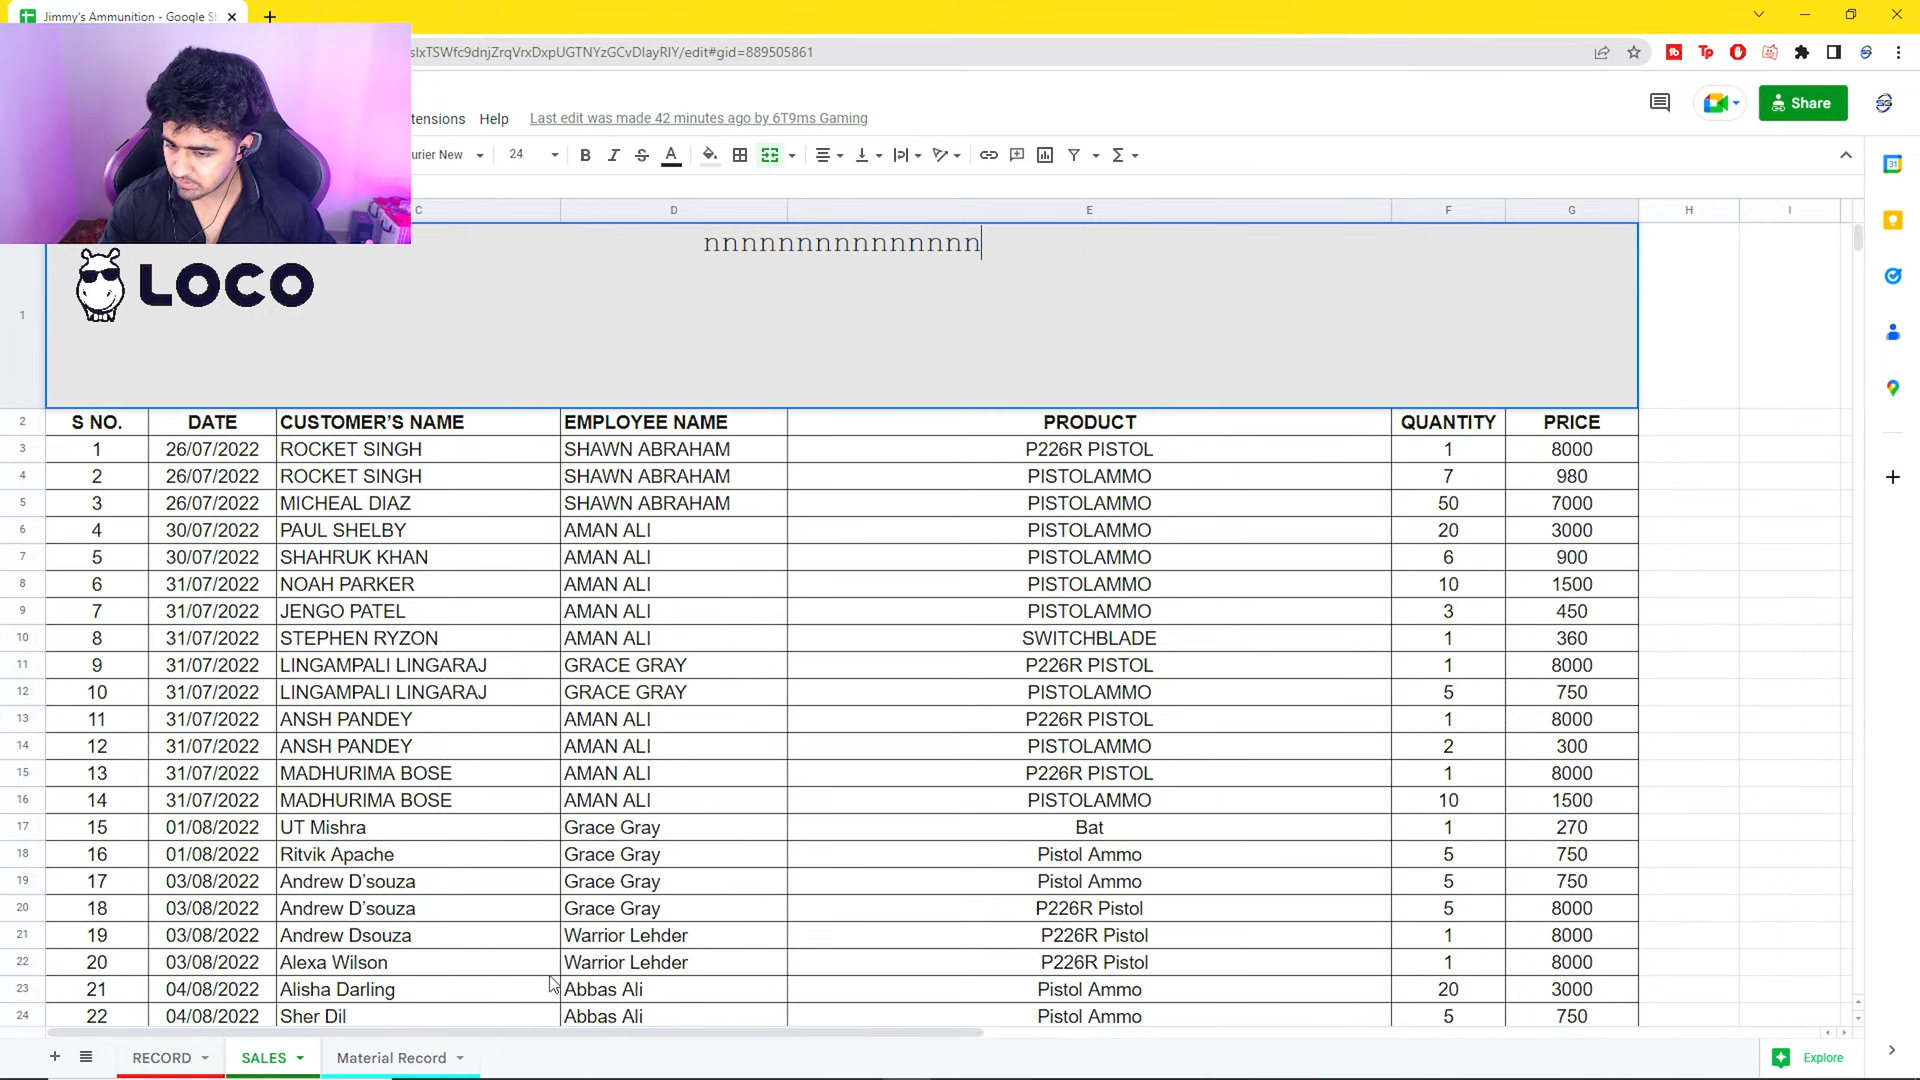 Jimmy's Ammunition - Google Sh
slxTSWfc9dnjZrqVrxDxpUGTNYzGCvDIayRIY/edit#gid=889505861
tensions Help Last edit was made 42 minutes ago by 6T9ms Gaming Share
urier New 24 B I S A
C D E F G H I
1 nnnnnnnnnnnnnnn
LOCO
2 S NO. DATE CUSTOMER'S NAME EMPLOYEE NAME PRODUCT QUANTITY PRICE
3 1 26/07/2022 ROCKET SINGH SHAWN ABRAHAM P226R PISTOL 1 8000
4 2 26/07/2022 ROCKET SINGH SHAWN ABRAHAM PISTOLAMMO 7 980
5 3 26/07/2022 MICHEAL DIAZ SHAWN ABRAHAM PISTOLAMMO 50 7000
6 4 30/07/2022 PAUL SHELBY AMAN ALI PISTOLAMMO 20 3000
7 5 30/07/2022 SHAHRUK KHAN AMAN ALI PISTOLAMMO 6 900
8 6 31/07/2022 NOAH PARKER AMAN ALI PISTOLAMMO 10 1500
9 7 31/07/2022 JENGO PATEL AMAN ALI PISTOLAMMO 3 450
10 8 31/07/2022 STEPHEN RYZON AMAN ALI SWITCHBLADE 1 360
11 9 31/07/2022 LINGAMPALI LINGARAJ GRACE GRAY P226R PISTOL 1 8000
12 10 31/07/2022 LINGAMPALI LINGARAJ GRACE GRAY PISTOLAMMO 5 750
13 11 31/07/2022 ANSH PANDEY AMAN ALI P226R PISTOL 1 8000
14 12 31/07/2022 ANSH PANDEY AMAN ALI PISTOLAMMO 2 300
15 13 31/07/2022 MADHURIMA BOSE AMAN ALI P226R PISTOL 1 8000
16 14 31/07/2022 MADHURIMA BOSE AMAN ALI PISTOLAMMO 10 1500
17 15 01/08/2022 UT Mishra Grace Gray Bat 1 270
18 16 01/08/2022 Ritvik Apache Grace Gray Pistol Ammo 5 750
19 17 03/08/2022 Andrew D'souza Grace Gray Pistol Ammo 5 750
20 18 03/08/2022 Andrew D'souza Grace Gray P226R Pistol 5 8000
21 19 03/08/2022 Andrew Dsouza Warrior Lehder P226R Pistol 1 8000
22 20 03/08/2022 Alexa Wilson Warrior Lehder P226R Pistol 1 8000
23 21 04/08/2022 Alisha Darling Abbas Ali Pistol Ammo 20 3000
24 22 04/08/2022 Sher Dil Abbas Ali Pistol Ammo 5 750
RECORD SALES Material Record Explore